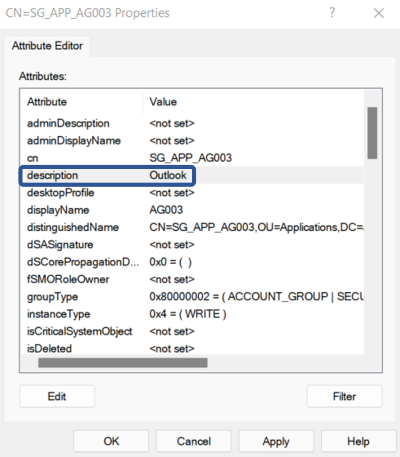 CN=SG_APP_AG003 Properties ? ×
Attribute Editor
Attributes:
Attribute Value
adminDescription <not set>
adminDisplayName <not set>
cn SG_APP_AG003
description Outlook
desktopProfile <not set>
displayName AG003
distinguishedName CN=SG_APP_AG003,OU=Applications,DC=
dSASignature <not set>
dSCorePropagationD... 0x0 = ( )
fSMORoleOwner <not set>
groupType 0x80000002 = ( ACCOUNT_GROUP | SECU
instanceType 0x4 = ( WRITE )
isCriticalSystemObject <not set>
isDeleted <not set>
Edit Filter
OK Cancel Apply Help